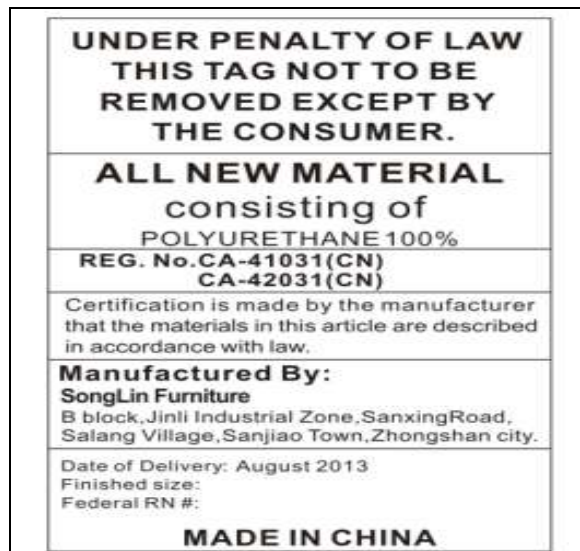 UNDER PENALTY OF LAW
THIS TAG NOT TO BE
REMOVED EXCEPT BY
THE CONSUMER.
ALL NEW MATERIAL
consisting of
POLYURETHANE 100%
REG. No.CA-41031(CN)
CA-42031(CN)
Certification is made by the manufacturer
that the materials in this article are described
in accordance with law.
Manufactured By:
SongLin Furniture
B block,Jinli Industrial Zone,SanxingRoad,
Salang Village,Sanjiao Town,Zhongshan city.
Date of Delivery: August 2013
Finished size:
Federal RN #:
MADE IN CHINA